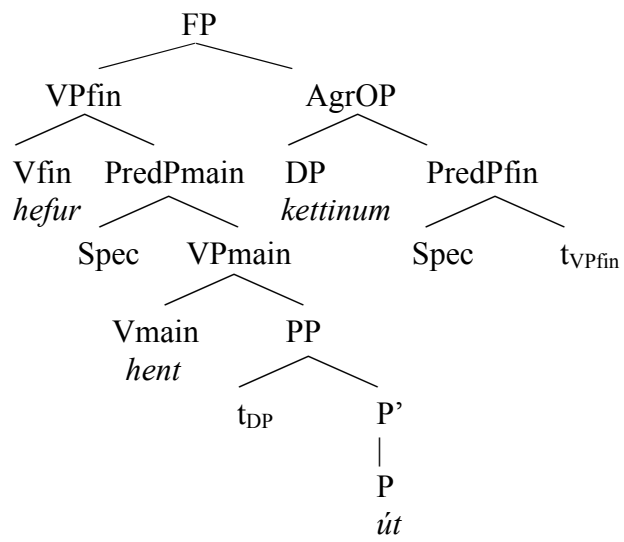 FP
VPfin AgrOP
Vfin PredPmain DP PredPfin
hefur kettinum
Spec VPmain Spec tVPfin
Vmain PP
hent
tDP P’
P
út